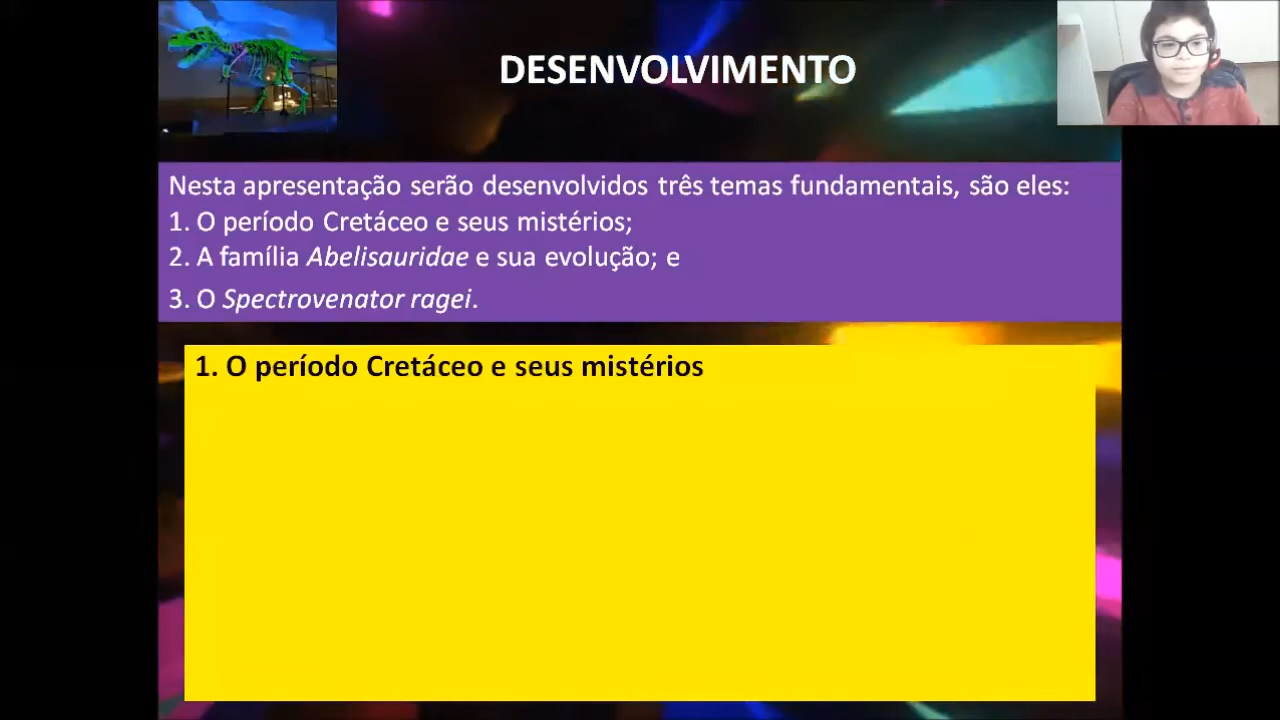 DESENVOLVIMENTO
Nesta apresentação serão desenvolvidos três temas fundamentais, são eles:
1. O período Cretáceo e seus mistérios;
2. A família Abelisauridae e sua evolução; e
3. O Spectrovenator ragei.
1. O período Cretáceo e seus mistérios